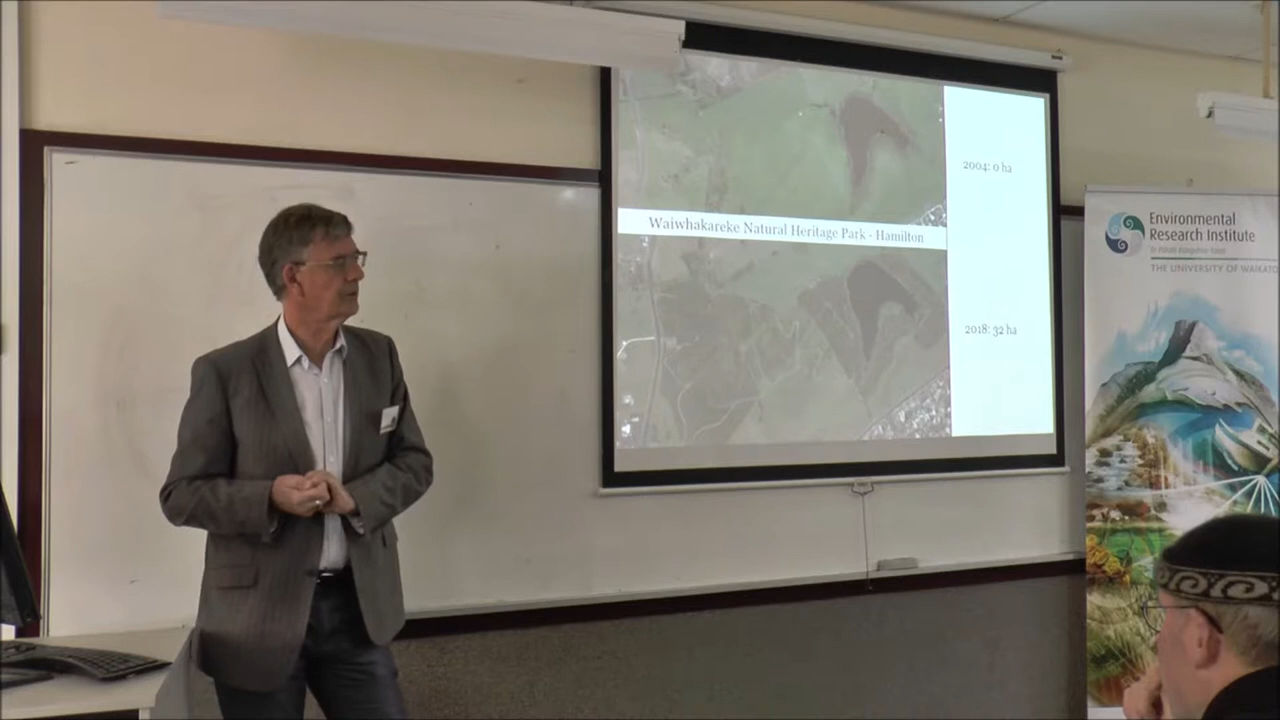 2004: 0 ha
Waiwhakareke Natural Heritage Park - Hamilton
2018: 32 ha
Environmental
Research Institute
THE UNIVERSITY OF WAIKATO